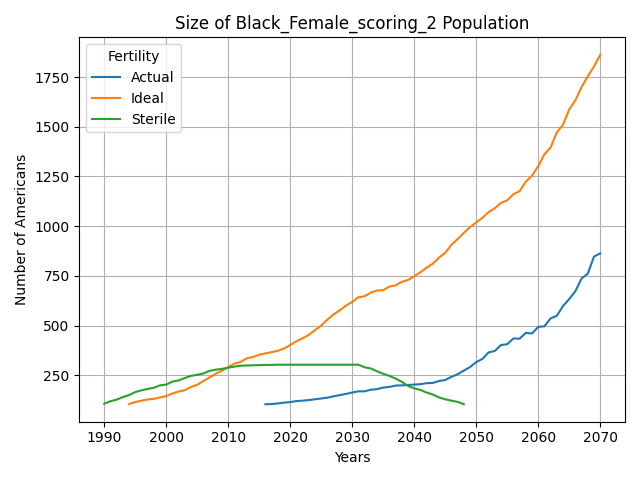 Size of Black_Female_scoring_2 Population
Fertility
Actual
Ideal
Sterile
Number of Americans
1750
1500
1250
1000
750
500
250
1990 2000 2010 2020 2030 2040 2050 2060 2070
Years